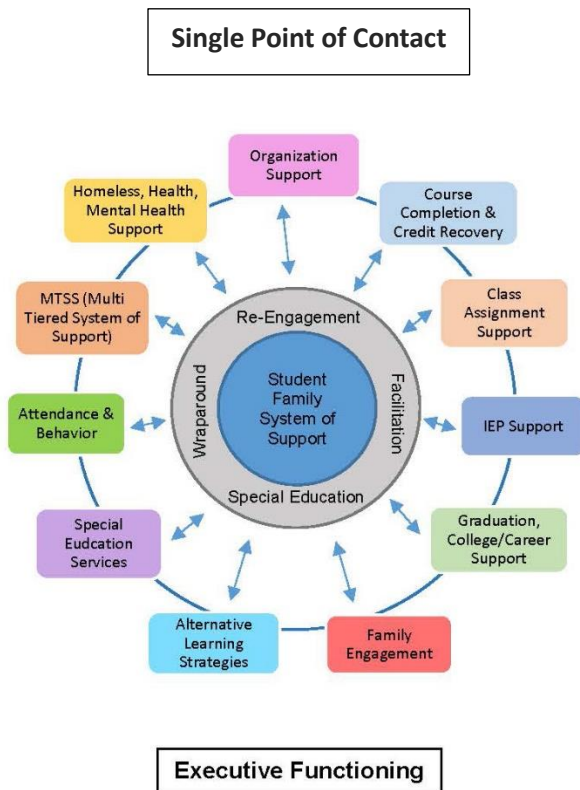 Single Point of Contact
Organization
Support
Homeless, Health,
Mental Health
Support
Course
Completion &
Credit Recovery
MTSS (Multi
Tiered System of
Support)
Class
Assignment
Support
Re-Engagement
Student
Family
System of
Support
Wraparound
Facilitation
Special Education
Attendance &
Behavior
IEP Support
Special
Eudcation
Services
Graduation,
College/Career
Support
Alternative
Learning
Strategies
Family
Engagement
Executive Functioning